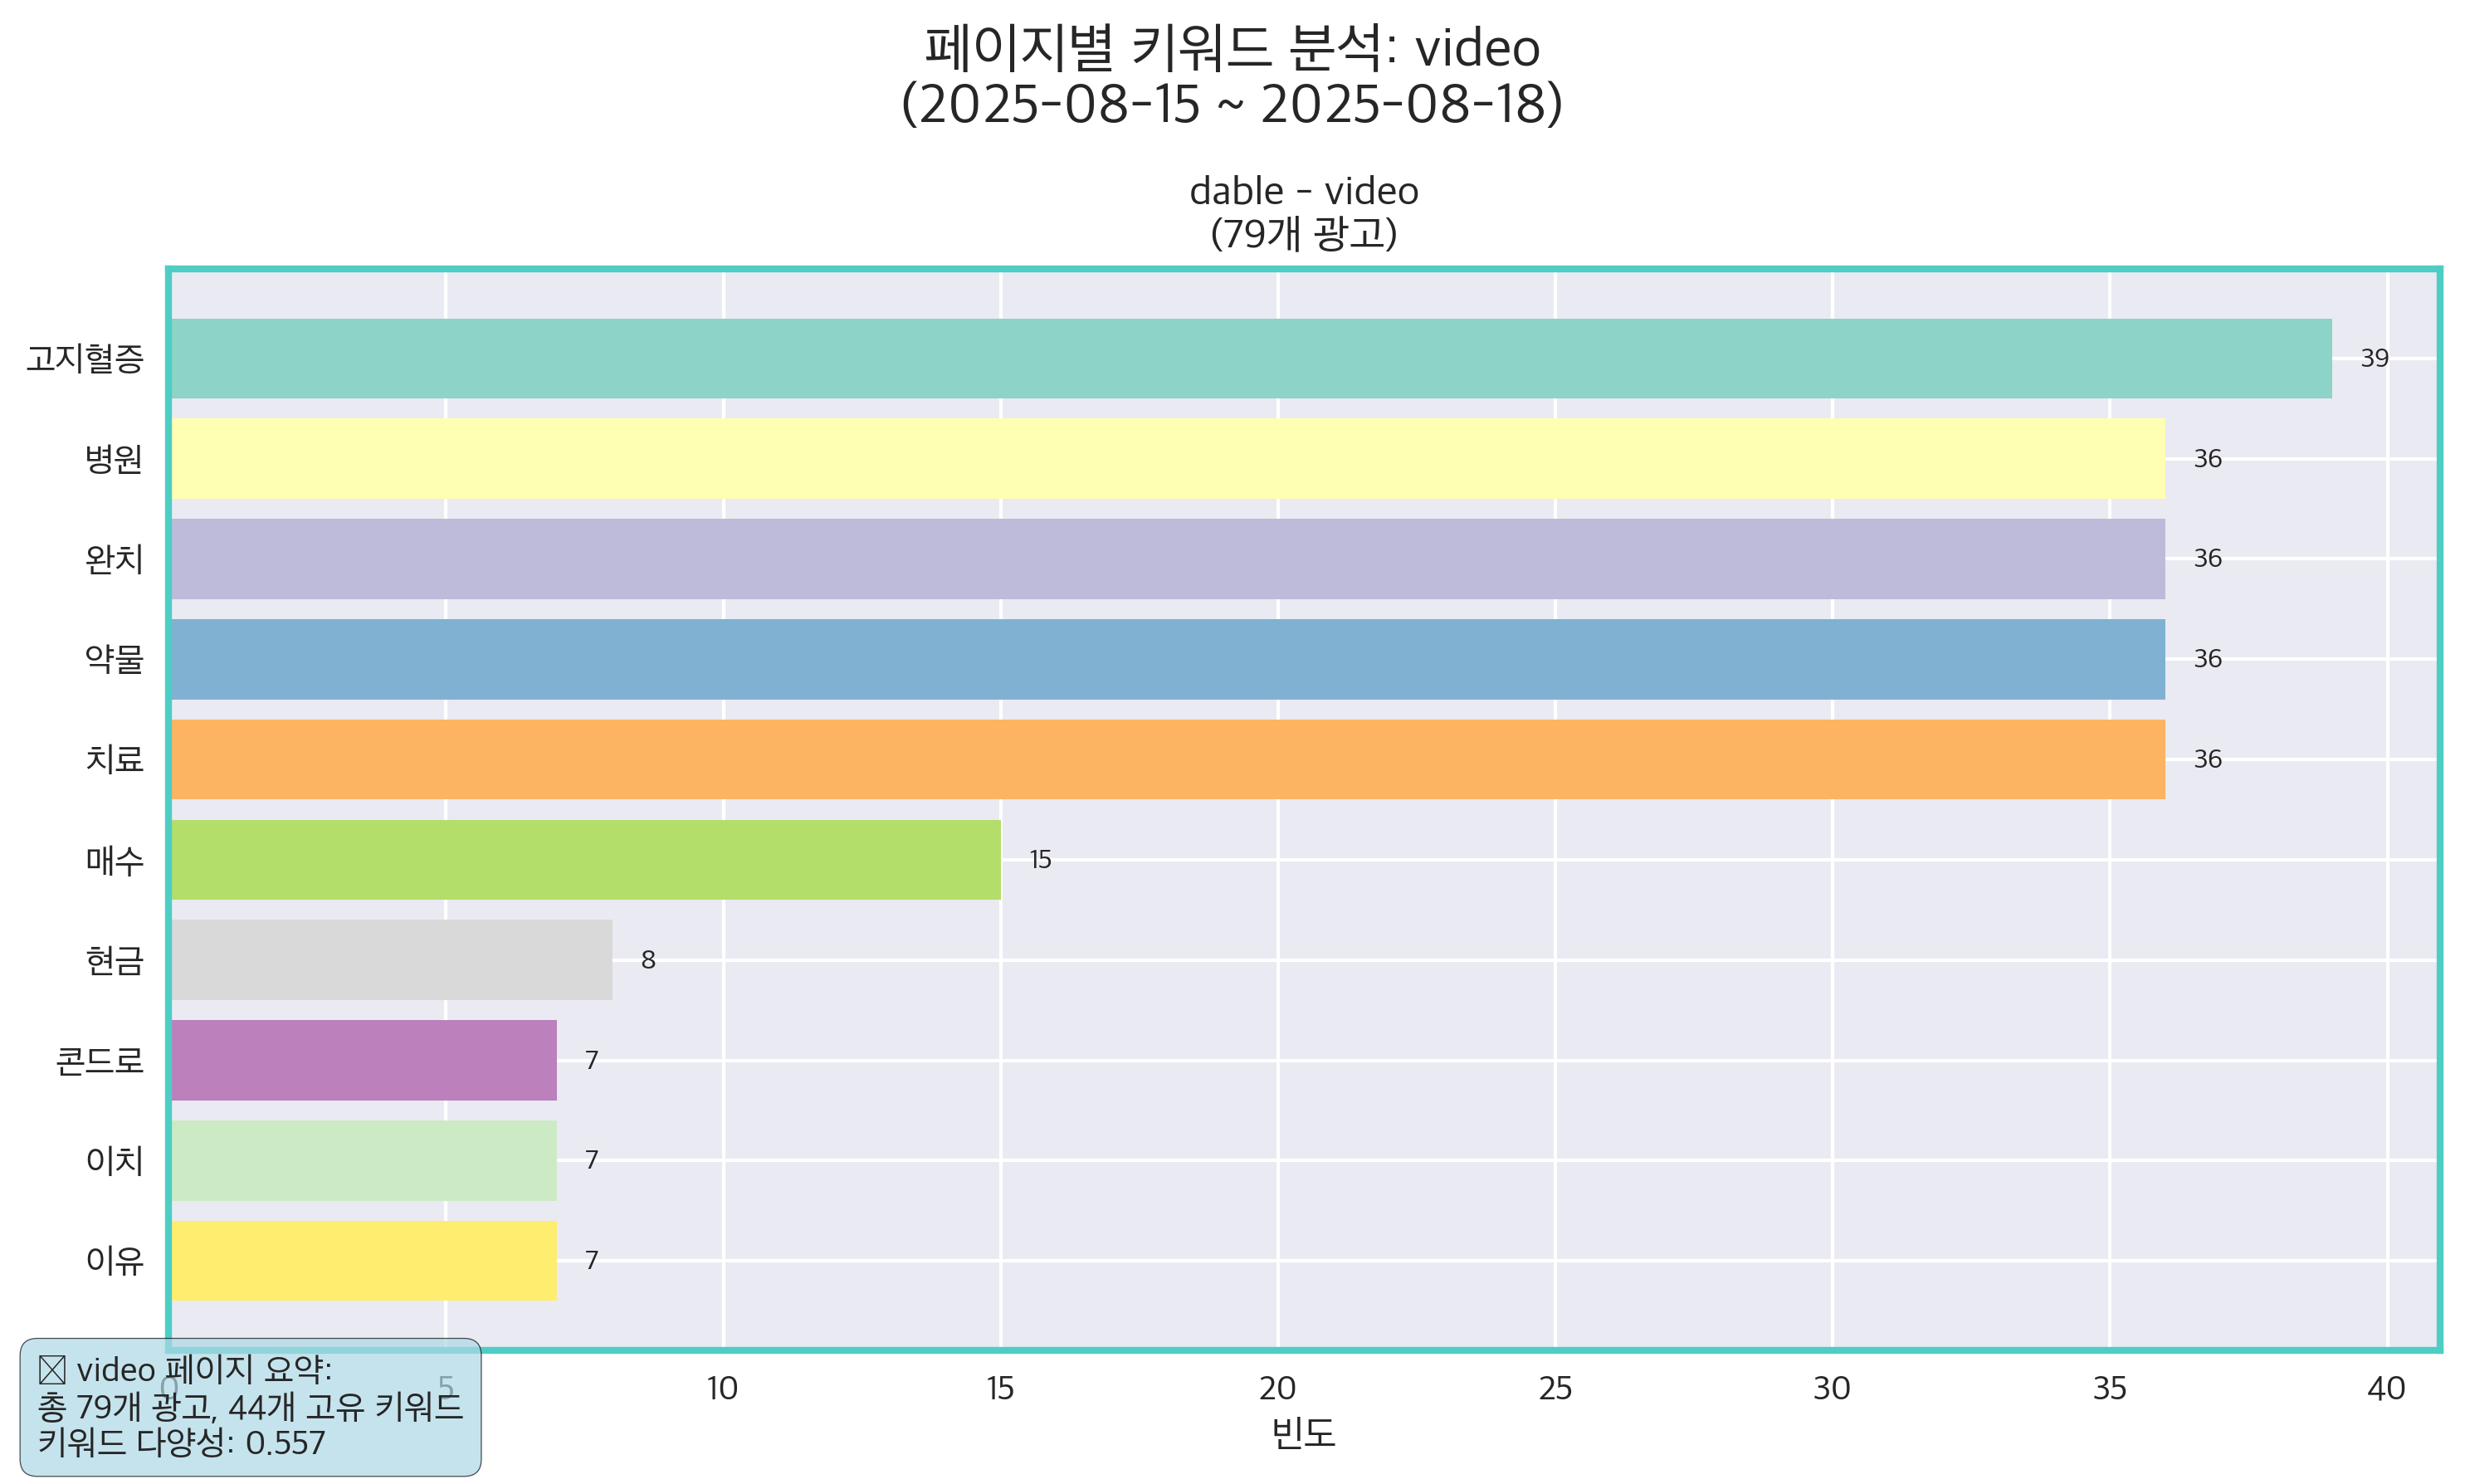 페이지별 키워드 분석: video
(2025-08-15 ~ 2025-08-18)
dable - video
(79개 광고)
고지혈증
39
병원
36
완치
36
약물
36
치료
36
매수
15
현금
8
콘드로
7
이치
7
이유
7
0
5
10
15
20
25
30
35
40
빈도
video 페이지 요약:
총 79개 광고, 44개 고유 키워드
키워드 다양성: 0.557